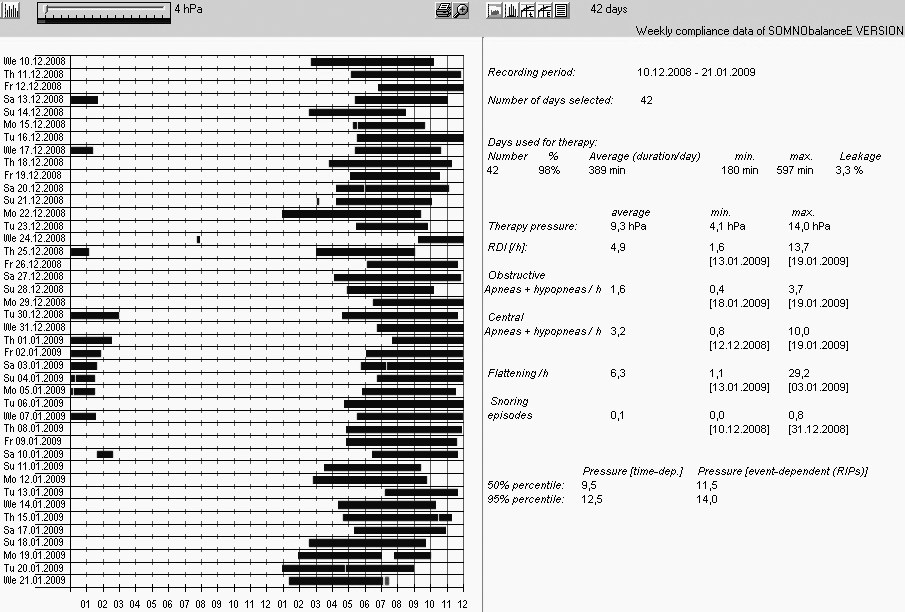 4 hPa
42 days
Weekly compliance data of SOMNObalanceE VERSION
We 10.12.2008
Th 11.12.2008
Fr 12.12.2008
Sa 13.12.2008
Su 14.12.2008
Mo 15.12.2008
Tu 16.12.2008
We 17.12.2008
Th 18.12.2008
Fr 19.12.2008
Sa 20.12.2008
Su 21.12.2008
Mo 22.12.2008
Tu 23.12.2008
We 24.12.2008
Th 25.12.2008
Fr 26.12.2008
Sa 27.12.2008
Su 28.12.2008
Mo 29.12.2008
Tu 30.12.2008
We 31.12.2008
Th 01.01.2009
Fr 02.01.2009
Sa 03.01.2009
Su 04.01.2009
Mo 05.01.2009
Tu 06.01.2009
We 07.01.2009
Th 08.01.2009
Fr 09.01.2009
Sa 10.01.2009
Su 11.01.2009
Mo 12.01.2009
Tu 13.01.2009
We 14.01.2009
Th 15.01.2009
Sa 17.01.2009
Su 18.01.2009
Mo 19.01.2009
Tu 20.01.2009
We 21.01.2009
01 02 03 04 05 06 07 08 09 10 11 12 01 02 03 04 05 06 07 08 09 10 11 12
Recording period: 10.12.2008 - 21.01.2009
Number of days selected: 42
Days used for therapy:
Number % Average (duration/day) min. max. Leakage
42 98% 389 min 180 min 597 min 3,3 %
average min. max.
Therapy pressure: 9,3 hPa 4,1 hPa 14,0 hPa
RDI [/h]: 4,9 1,6 13,7
[13.01.2009] [19.01.2009]
Obstructive
Apneas + hypopneas / h 1,6 0,4 3,7
[18.01.2009] [19.01.2009]
Central
Apneas + hypopneas / h 3,2 0,8 10,0
[12.12.2008] [19.01.2009]
Flattening /h 6,3 1,1 29,2
[13.01.2009] [03.01.2009]
Snoring
episodes 0,1 0,0 0,8
[10.12.2008] [31.12.2008]
Pressure [time-dep.] Pressure [event-dependent (RIPs)]
50% percentile: 9,5 11,5
95% percentile: 12,5 14,0